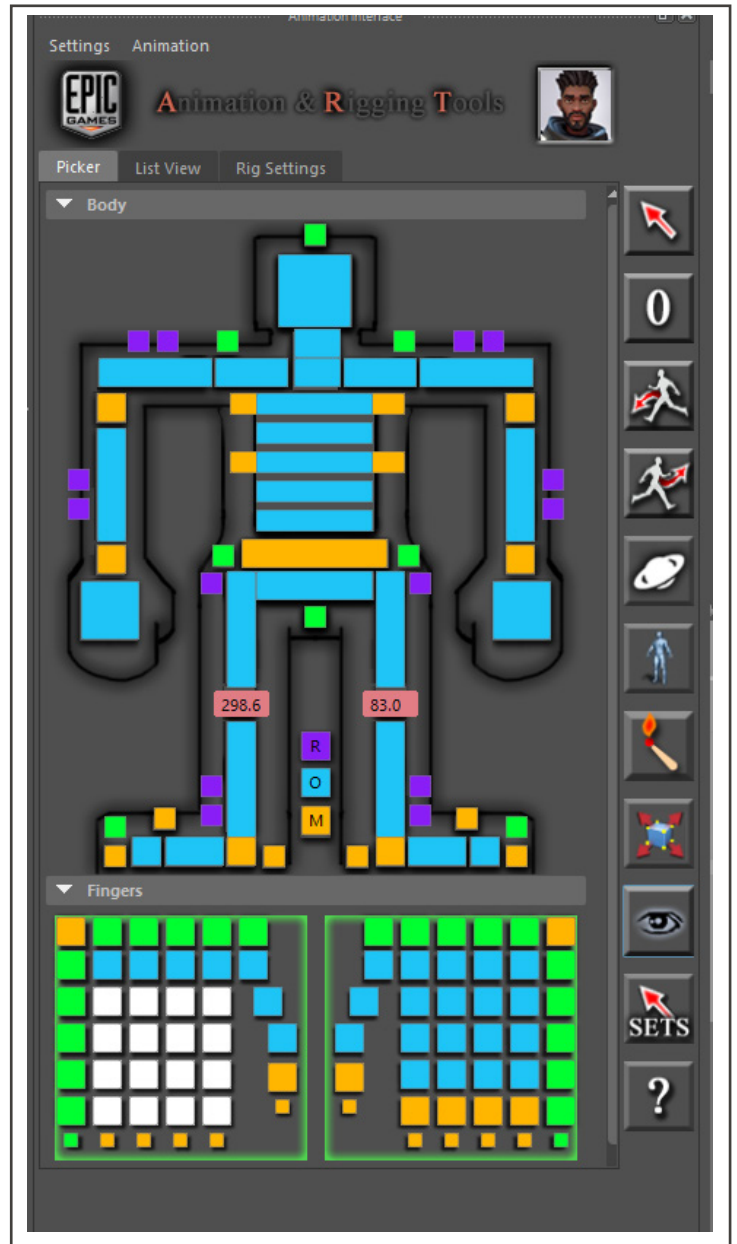 Animation Interface
Settings Animation
EPIC
GAMES
Animation & Rigging Tools
Picker List View Rig Settings
Body
0
298.6 83.0
R
O
M
Fingers
SETS
?